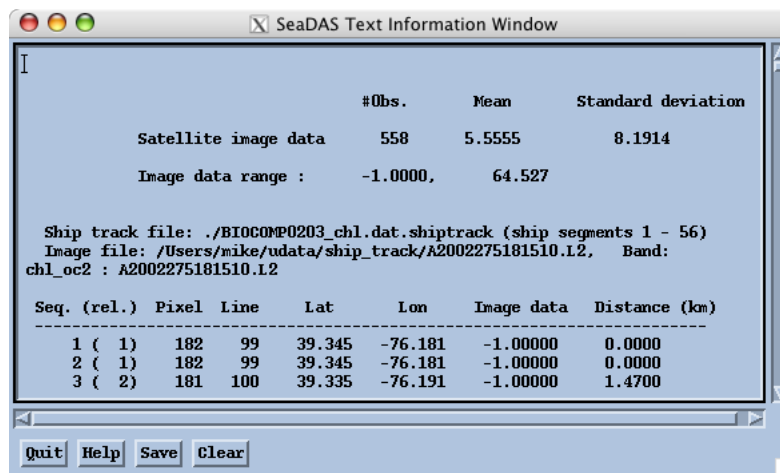 SeaDAS Text Information Window
#Obs. Mean Standard deviation
Satellite image data 558 5.5555 8.1914
Image data range : -1.0000, 64.527
Ship track file: ./BIOCOMP0203_chl.dat.shiptrack (ship segments 1 - 56)
Image file: /Users/mike/udata/ship_track/A2002275181510.L2, Band:
chl_oc2 : A2002275181510.L2
Seq. (rel.) Pixel Line Lat Lon Image data Distance (km)
--------------------------------------------------------------------------
1 ( 1) 182 99 39.345 -76.181 -1.00000 0.0000
2 ( 1) 182 99 39.345 -76.181 -1.00000 0.0000
3 ( 2) 181 100 39.335 -76.191 -1.00000 1.4700
Quit Help Save Clear